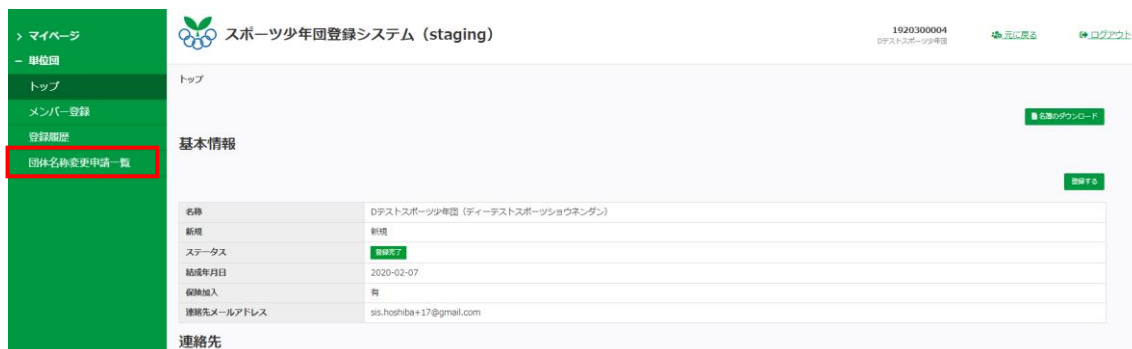 マイページ
単位団
トップ
メンバー登録
登録履歴
団体名称変更申請一覧
スポーツ少年団登録システム（staging）
1920300004
Dテストスポーツ少年団
元に戻る
ログアウト
トップ
名簿のダウンロード
基本情報
登録する
名称 Dテストスポーツ少年団（ディーテストスポーツショウネンダン）
新規 新規
ステータス 登録完了
結成年月日 2020-02-07
保険加入 有
連絡先メールアドレス sis.hoshiba+17@gmail.com
連絡先